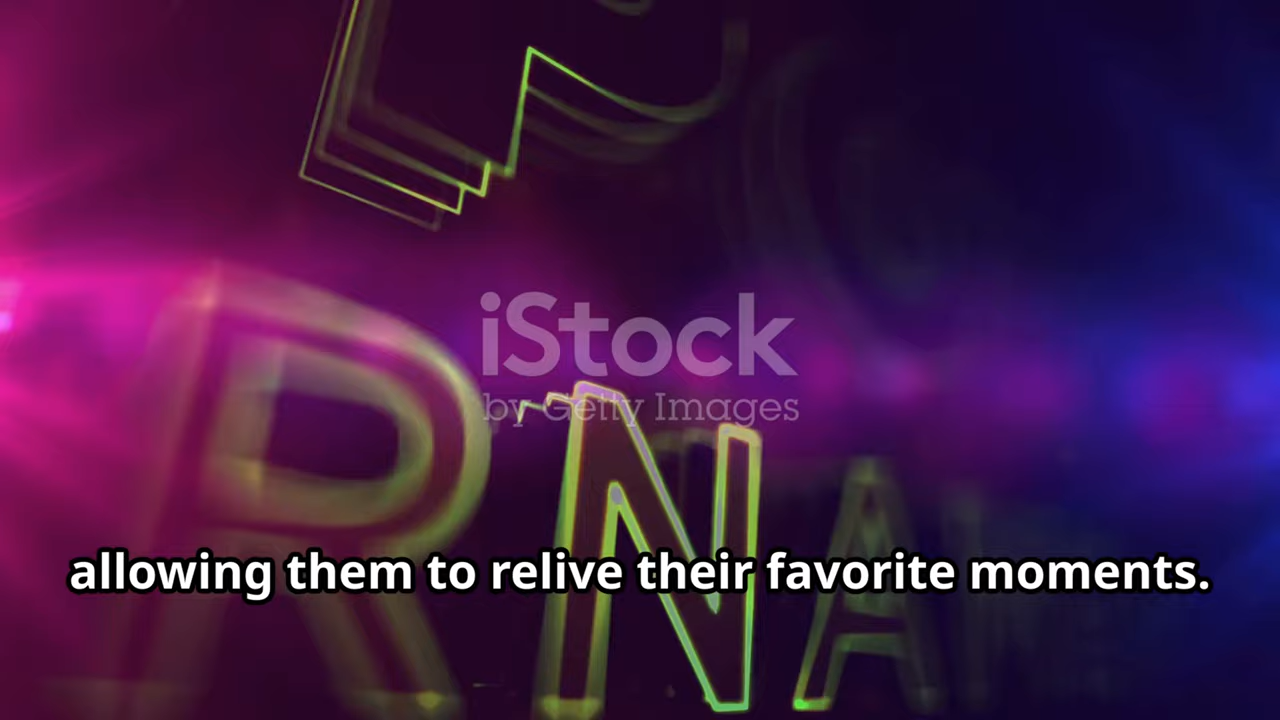 iStock
by Getty Images
R N A
allowing them to relive their favorite moments.